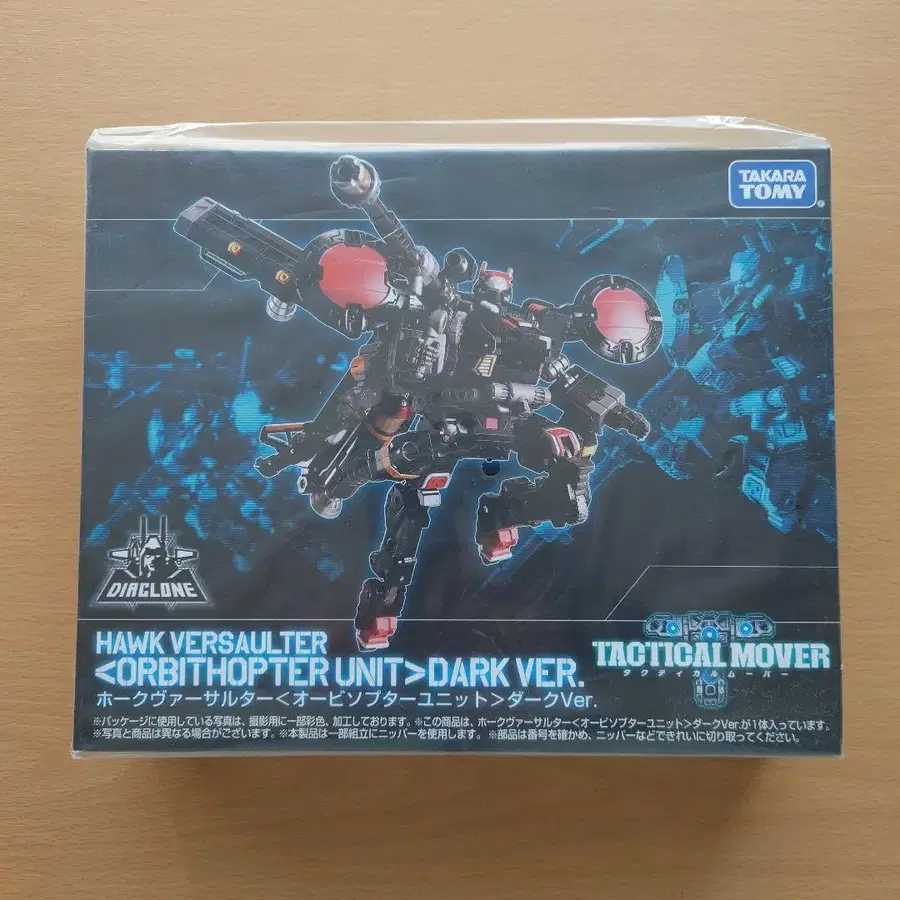 TAKARA
TOMY
®
DIACLONE
HAWK VERSAULTER
<ORBITHOPTER UNIT>DARK VER.
ホークヴァーサルター<オービソプターユニット>ダークVer.
TACTICAL MOVER
タクティカルムーバー
※パッケージに使用している写真は、撮影用に一部彩色、加工しております。※この商品は、ホークヴァーサルター<オービソプターユニット>ダークVer.が1体入っています。
※写真と商品は異なる場合がございます。※本製品は一部組立にニッパーを使用します。 ※部品は番号を確かめ、ニッパーなどできれいに切り取ってください。